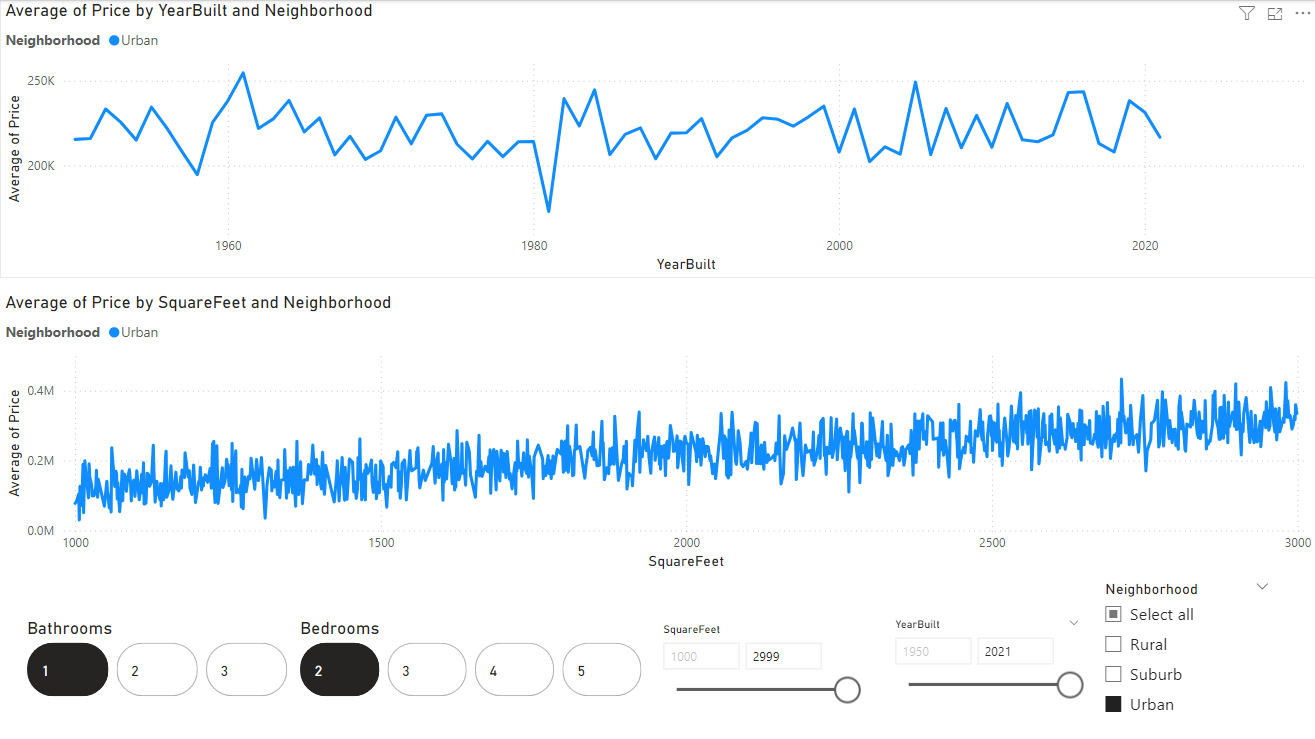 Average of Price by YearBuilt and Neighborhood
Neighborhood Urban
250K
200K
Average of Price
1960 1980 2000 2020
YearBuilt
Average of Price by SquareFeet and Neighborhood
Neighborhood Urban
0.4M
0.2M
0.0M
Average of Price
1000 1500 2000 2500 3000
SquareFeet
Bathrooms
1 2 3
Bedrooms
2 3 4 5
SquareFeet
1000 2999
YearBuilt
1950 2021
Neighborhood
Select all
Rural
Suburb
Urban